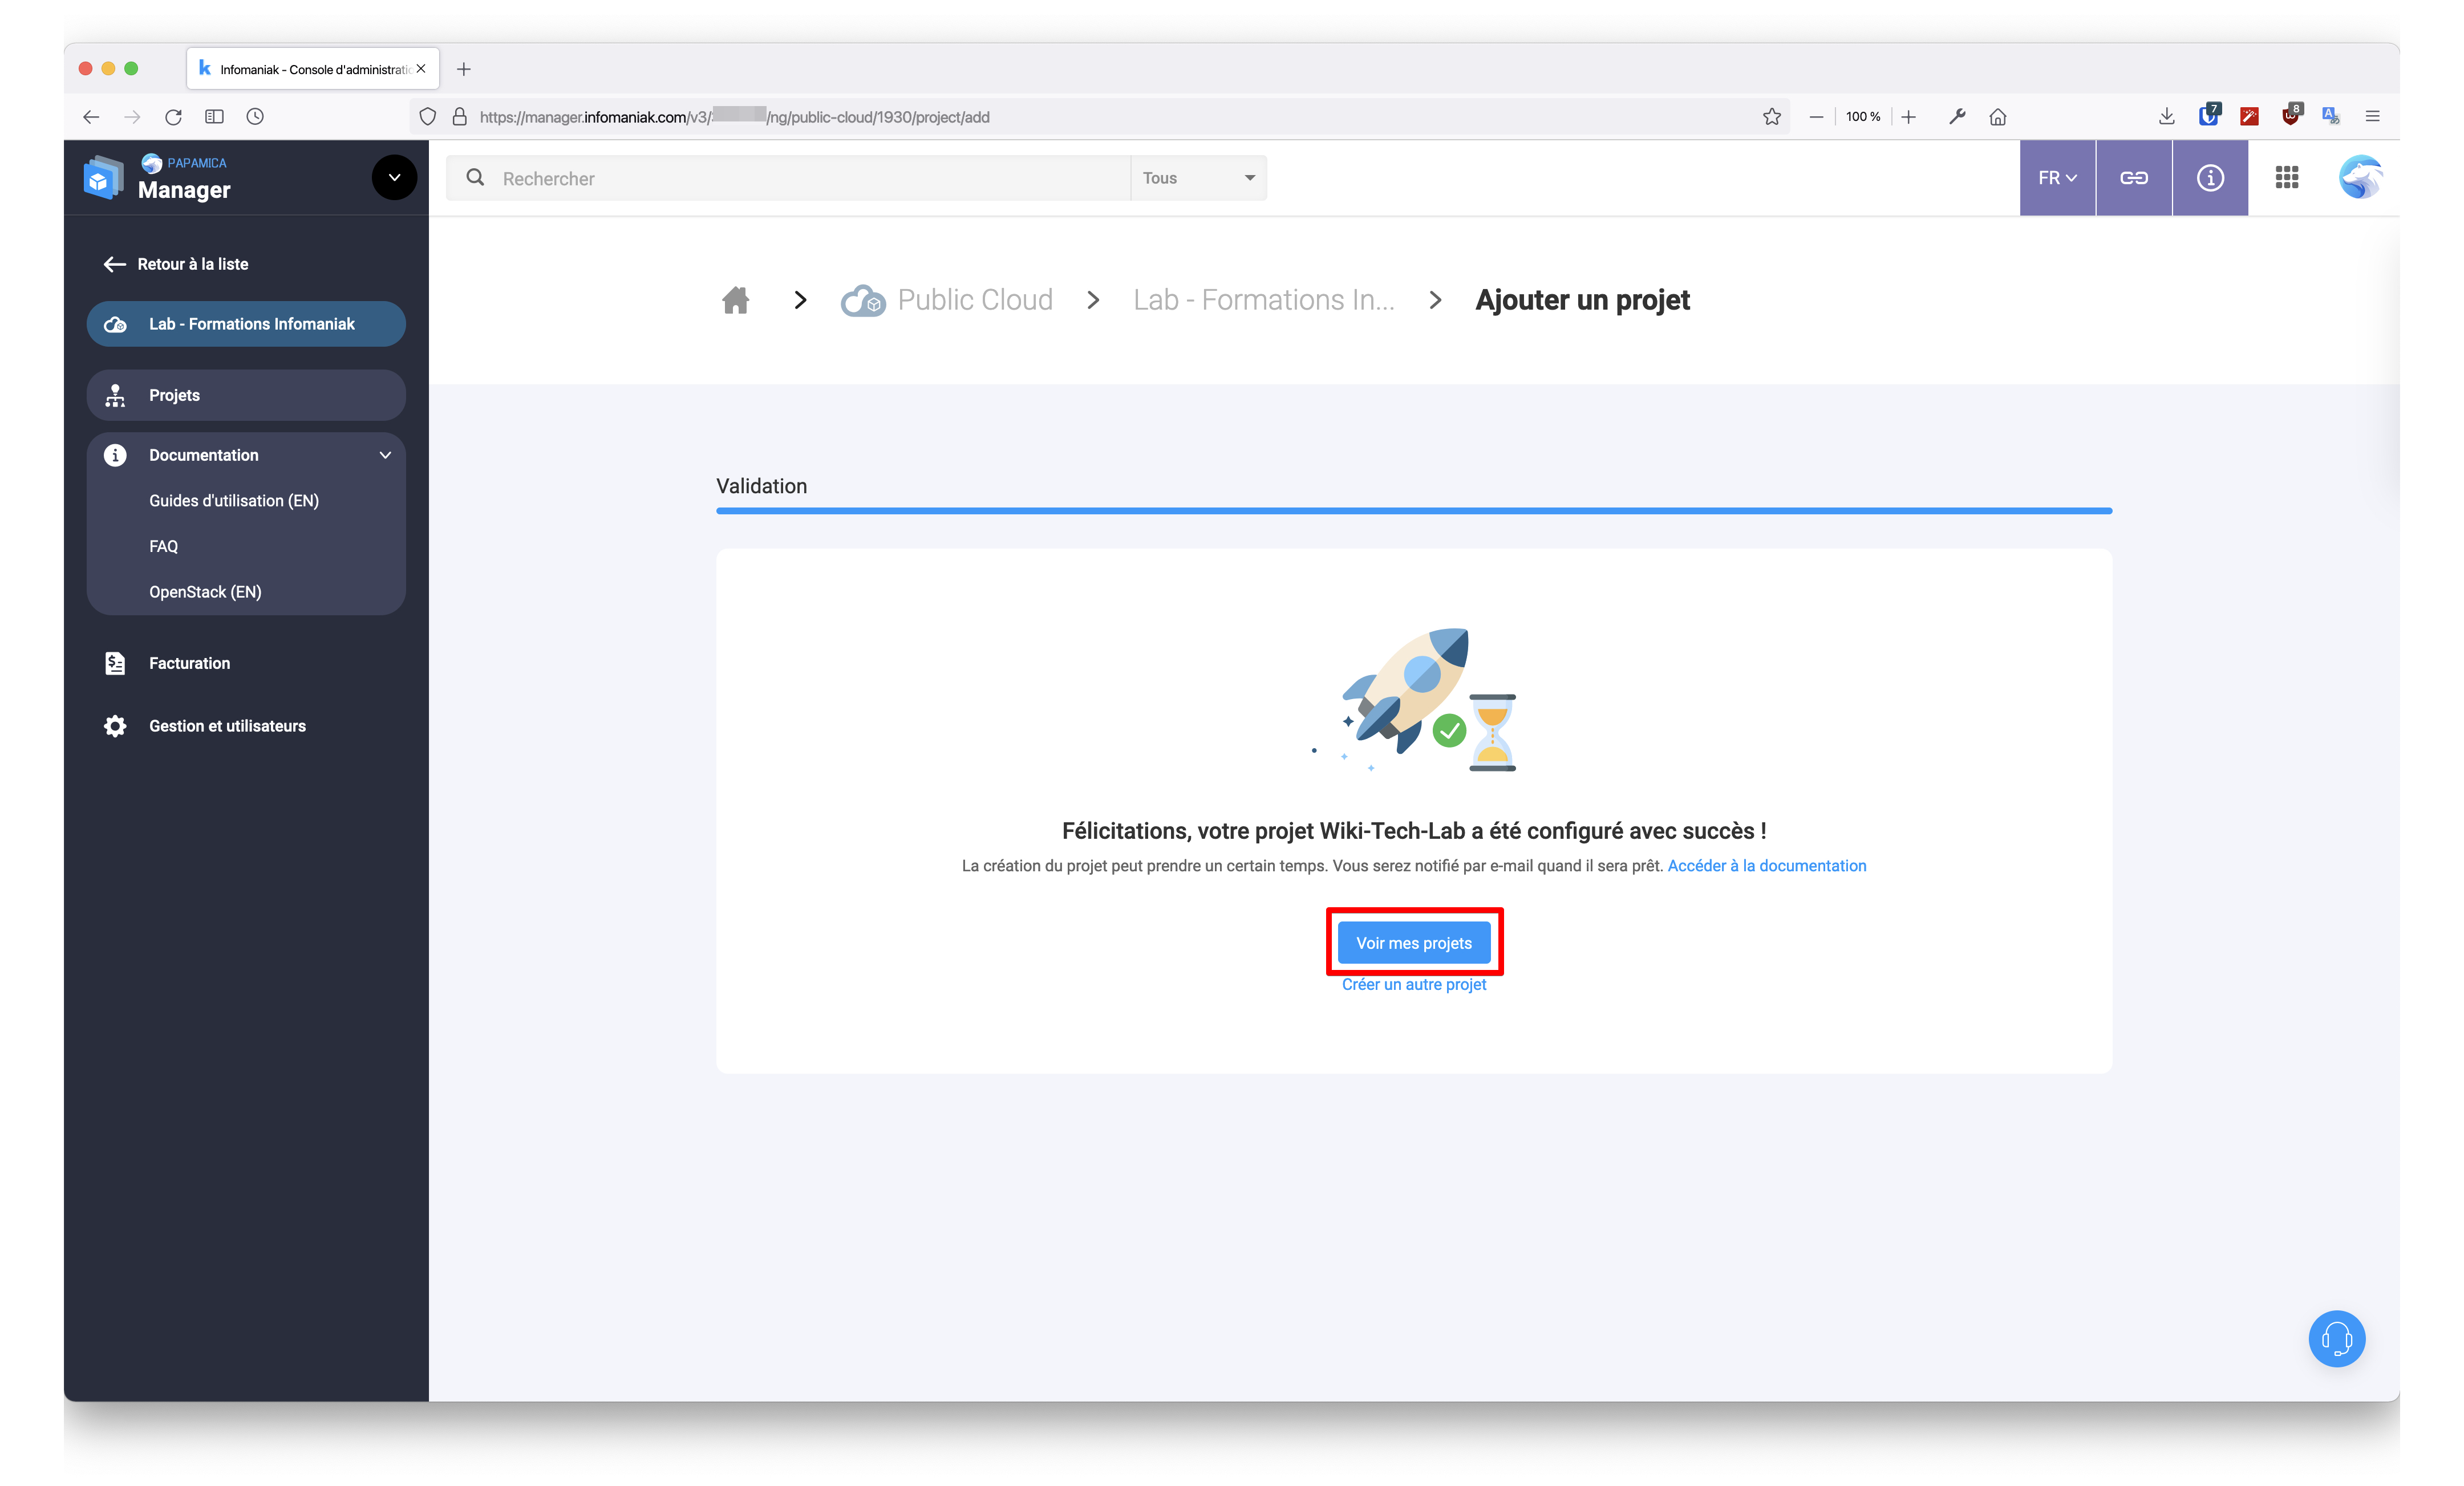 Infomaniak - Console d'administratio
https://manager.infomaniak.com/v3/
/ng/public-cloud/1930/project/add
100 %
7
8
PAPAMICA
Manager
Rechercher
Tous
FR
Retour à la liste
Lab - Formations Infomaniak
Projets
Documentation
Guides d'utilisation (EN)
FAQ
OpenStack (EN)
Facturation
Gestion et utilisateurs
Public Cloud
Lab - Formations In...
Ajouter un projet
Validation
Félicitations, votre projet Wiki-Tech-Lab a été configuré avec succès !
La création du projet peut prendre un certain temps. Vous serez notifié par e-mail quand il sera prêt. Accéder à la documentation
Voir mes projets
Créer un autre projet